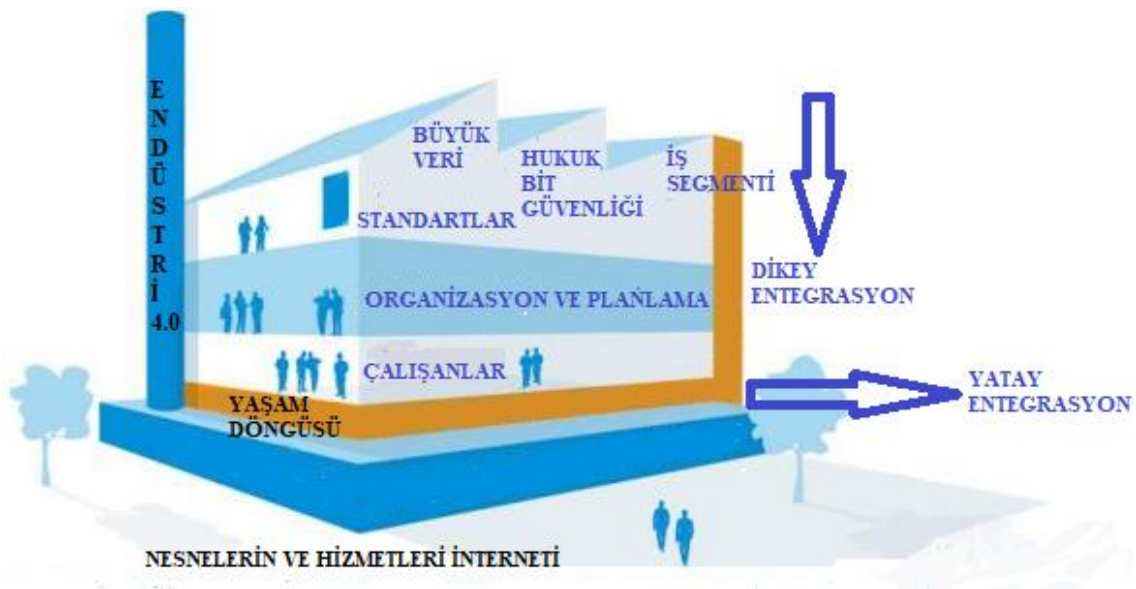 ENDÜSTRİ
4.0
BÜYÜK
VERİ
HUKUK
BİT
GÜVENLİĞİ
İŞ
SEGMENTİ
STANDARTLAR
DİKEY
ENTEGRASYON
ORGANİZASYON VE PLANLAMA
ÇALIŞANLAR
YATAY
ENTEGRASYON
YAŞAM
DÖNGÜSÜ
NESNELERİN VE HİZMETLERİ İNTERNETİ